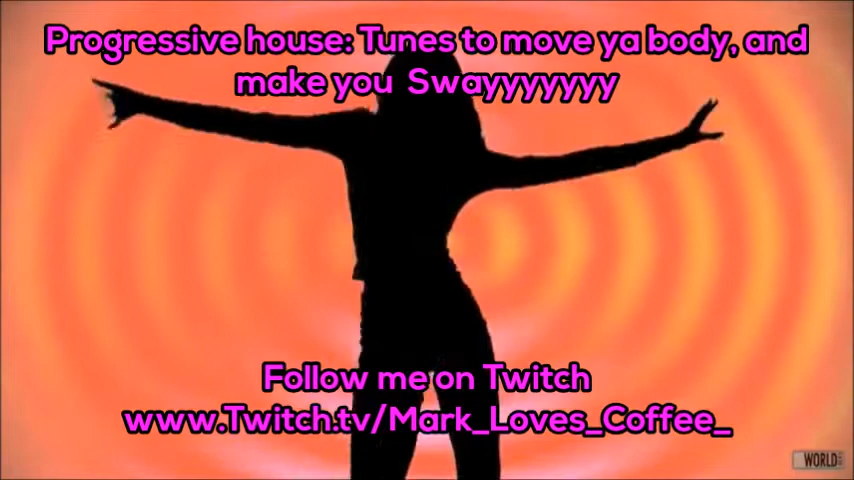 Progressive house: Tunes to move ya body, and
make you Swayyyyyyy
Follow me on Twitch
www.Twitch.tv/Mark_Loves_Coffee_
WORLD